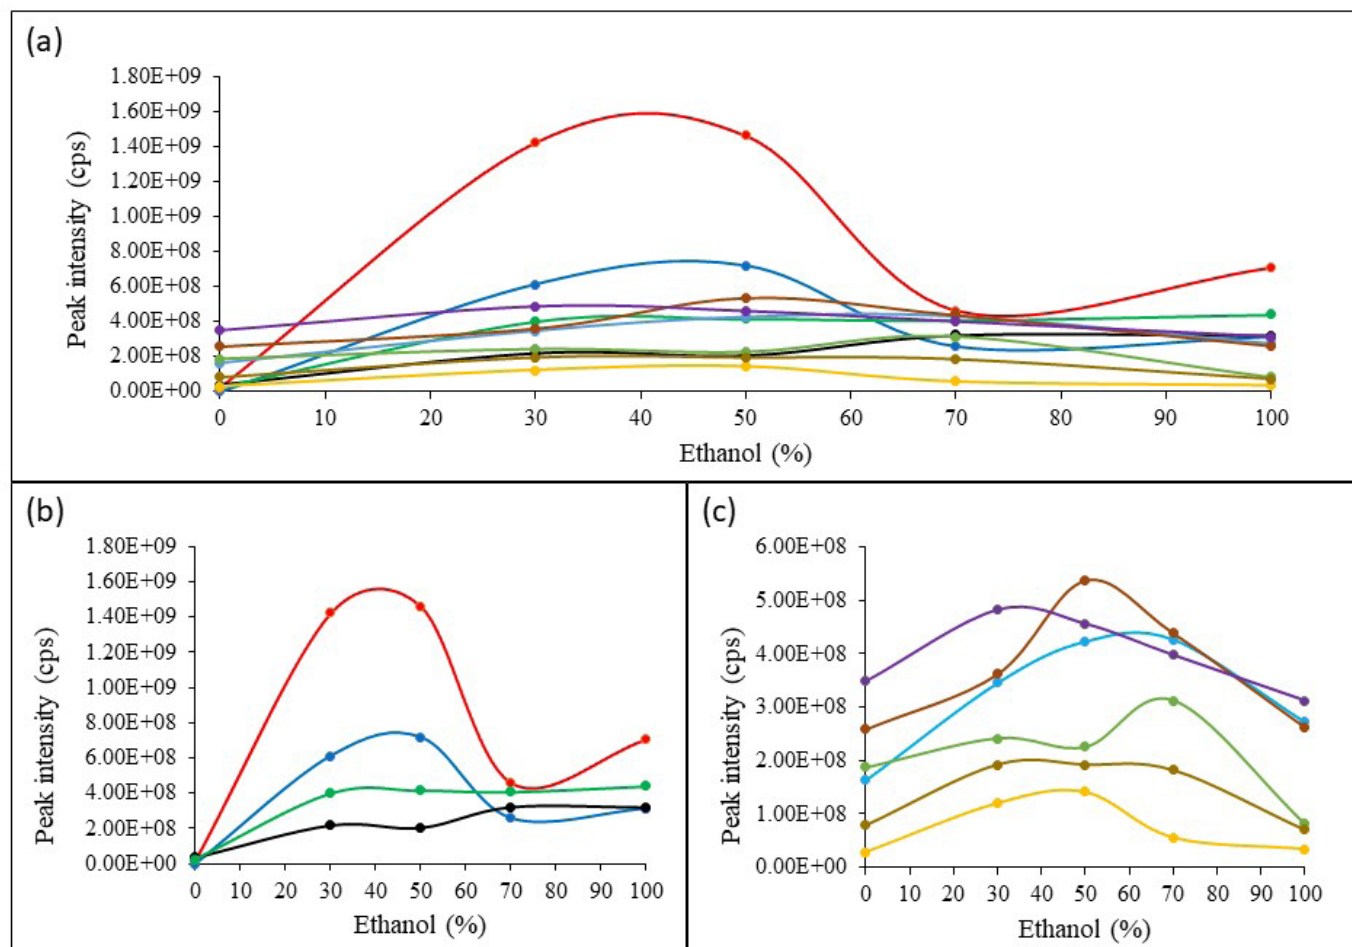 (a)
Peak intensity (cps)
1.80E+09
1.60E+09
1.40E+09
1.20E+09
1.00E+09
8.00E+08
6.00E+08
4.00E+08
2.00E+08
0.00E+00
0 10 20 30 40 50 60 70 80 90 100
Ethanol (%)
(b)
Peak intensity (cps)
1.80E+09
1.60E+09
1.40E+09
1.20E+09
1.00E+09
8.00E+08
6.00E+08
4.00E+08
2.00E+08
0.00E+00
0 10 20 30 40 50 60 70 80 90 100
Ethanol (%)
(c)
Peak intensity (cps)
6.00E+08
5.00E+08
4.00E+08
3.00E+08
2.00E+08
1.00E+08
0.00E+00
0 10 20 30 40 50 60 70 80 90 100
Ethanol (%)